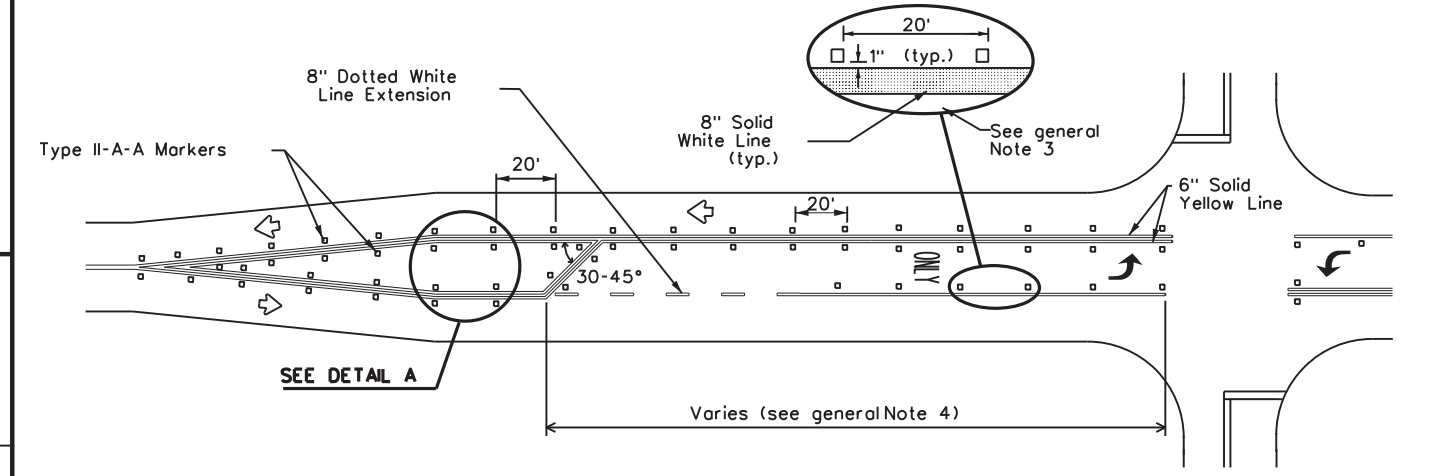 20'
1" (typ.)
8" Dotted White
Line Extension
8" Solid
White Line
(typ.)
See general
Note 3
Type II-A-A Markers
20'
6" Solid
Yellow Line
20'
30-45°
ONLY
SEE DETAIL A
Varies (see general Note 4)